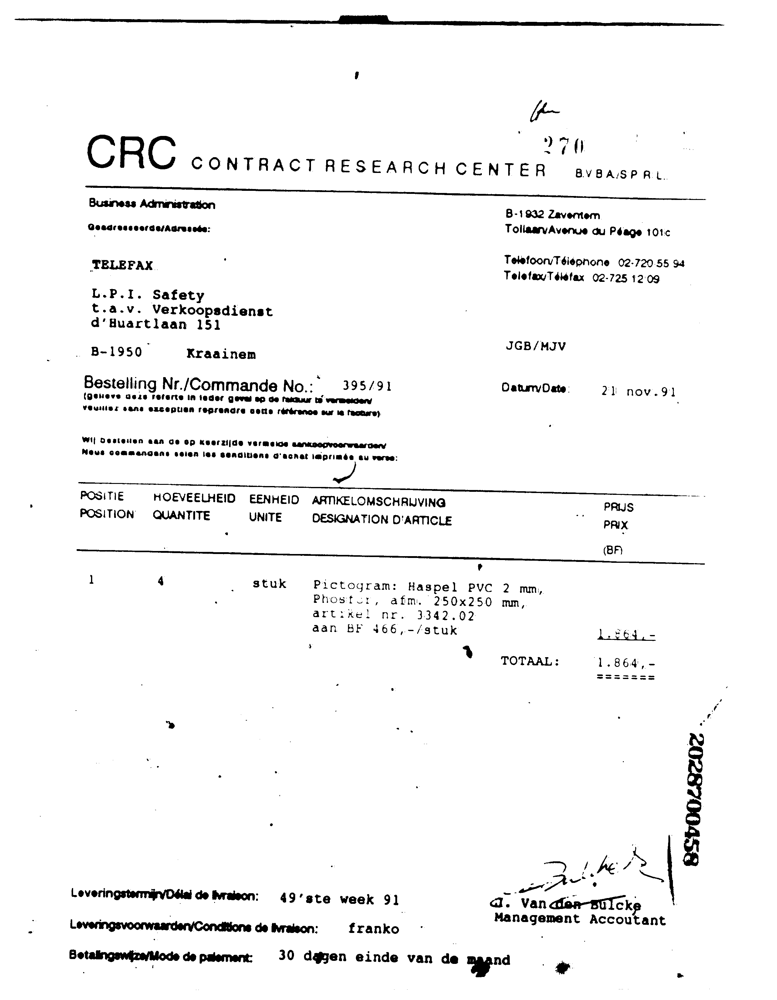 270
CRC CONTRACT RESEARCH CENTER B.V.B.A./S.P.R.L.
Business Administration
Geadresseerde/Adressée:
B-1932 Zaventem
Tollaan/Avenue du Péage 101c
TELEFAX
Telefoon/Téléphone 02-720 55 94
Telefax/Téléfax 02-725 12 09
L.P.I. Safety
t.a.v. Verkoopsdienst
d'Huartlaan 151
B-1950 Kraainem
JGB/MJV
Bestelling Nr./Commande No.: 395/91
Datum/Date: 21 nov.91
(gelieve deze referte in ieder geval op de faktuur te vermelden/
veuillez sans exception reprendre cette référence sur la facture)
Wij bestellen aan de op keerzijde vermelde aankoopvoorwaarden/
Nous commandons selon les conditions d'achat imprimée au verso:
POSITIE HOEVEELHEID EENHEID ARTIKELOMSCHRIJVING PRIJS
POSITION QUANTITE UNITE DESIGNATION D'ARTICLE PRIX
(BF)
1 4 stuk Pictogram: Haspel PVC 2 mm,
Phosfor, afm. 250x250 mm,
artikel nr. 3342.02
aan BF 466,-/stuk 1.864,-
TOTAAL: 1.864,-
=======
2028700458
Leveringstermijn/Délai de livraison: 49'ste week 91
J. Van den Bulcke
Management Accoutant
Leveringsvoorwaarden/Conditions de livraison: franko
Betalingswijze/Mode de paiement: 30 dagen einde van de maand